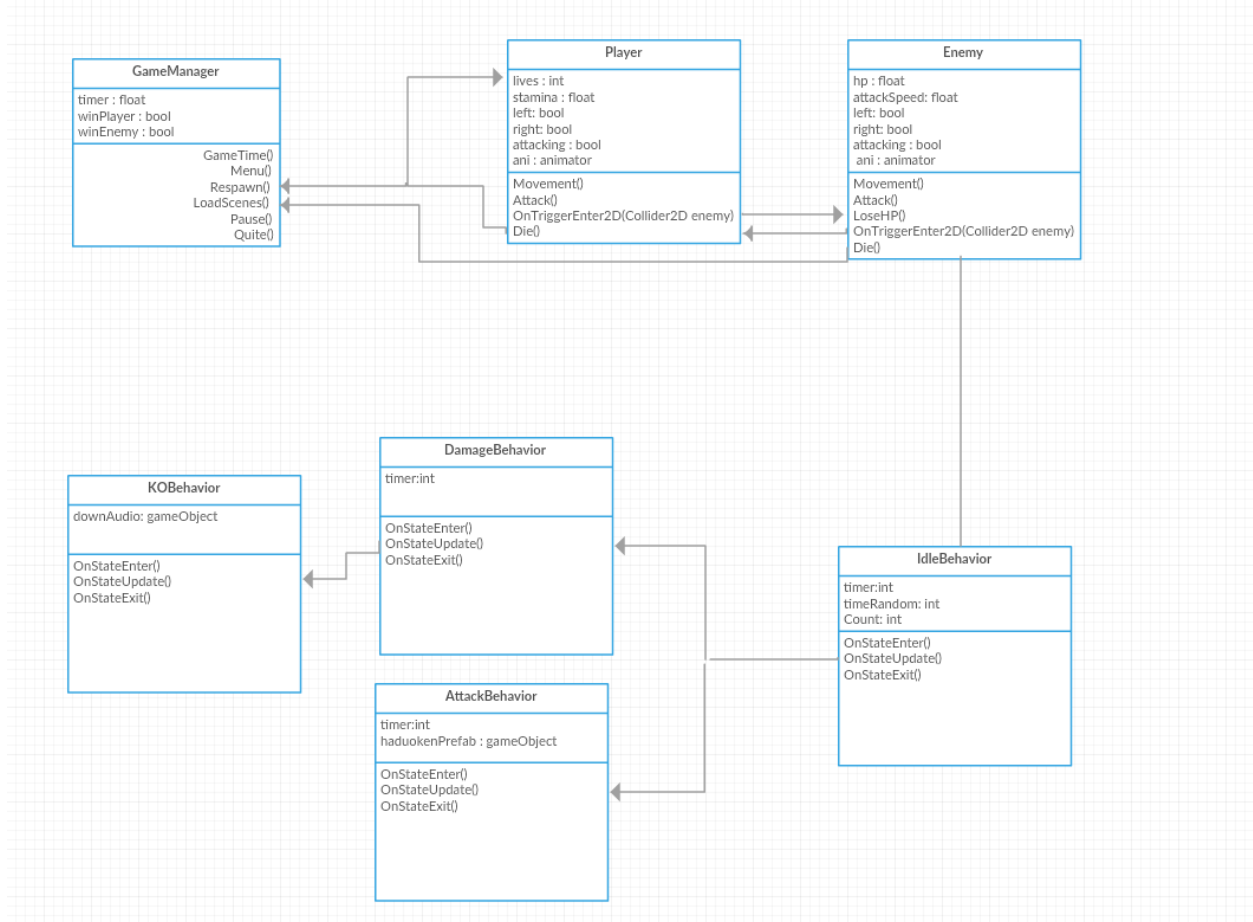 GameManager
timer : float
winPlayer : bool
winEnemy : bool
GameTime()
Menu()
Respawn()
LoadScenes()
Pause()
Quite()
Player
lives : int
stamina : float
left: bool
right: bool
attacking : bool
ani : animator
Movement()
Attack()
OnTriggerEnter2D(Collider2D enemy)
Die()
Enemy
hp : float
attackSpeed: float
left: bool
right: bool
attacking : bool
ani : animator
Movement()
Attack()
LoseHP()
OnTriggerEnter2D(Collider2D enemy)
Die()
KOBehavior
downAudio: gameObject
OnStateEnter()
OnStateUpdate()
OnStateExit()
DamageBehavior
timer:int
OnStateEnter()
OnStateUpdate()
OnStateExit()
AttackBehavior
timer:int
haduokenPrefab : gameObject
OnStateEnter()
OnStateUpdate()
OnStateExit()
IdleBehavior
timer:int
timeRandom: int
Count: int
OnStateEnter()
OnStateUpdate()
OnStateExit()